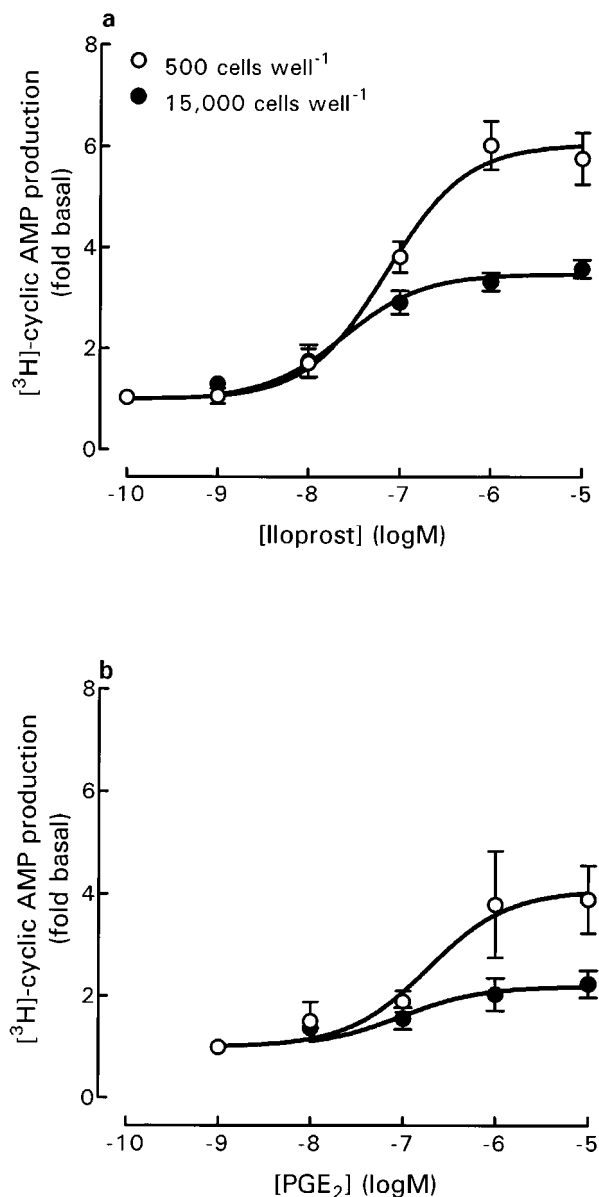 a
8
500 cells well⁻¹
15,000 cells well⁻¹
6
4
2
0
[³H]-cyclic AMP production
(fold basal)
-10 -9 -8 -7 -6 -5
[Iloprost] (logM)
b
8
6
4
2
0
[³H]-cyclic AMP production
(fold basal)
-10 -9 -8 -7 -6 -5
[PGE₂] (logM)